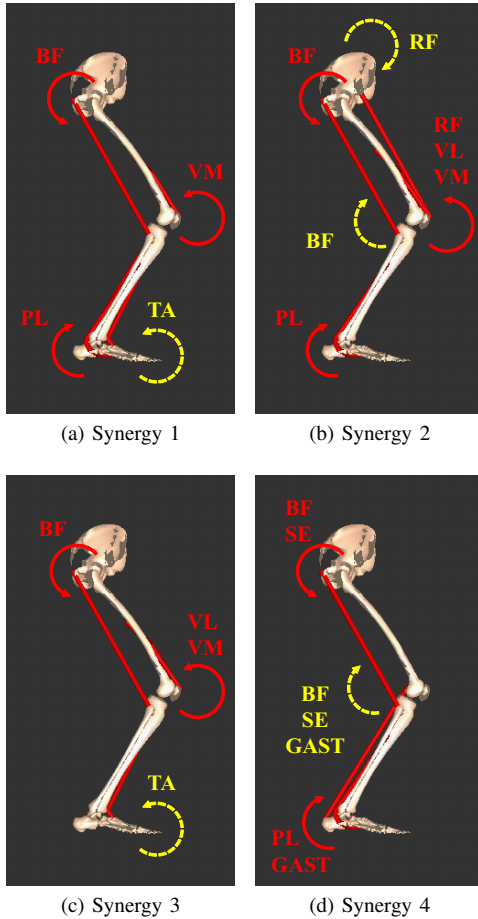 BF
VM
PL
TA
(a) Synergy 1
RF
BF
RF
VL
VM
BF
PL
(b) Synergy 2
BF
VL
VM
TA
(c) Synergy 3
BF
SE
BF
SE
GAST
PL
GAST
(d) Synergy 4